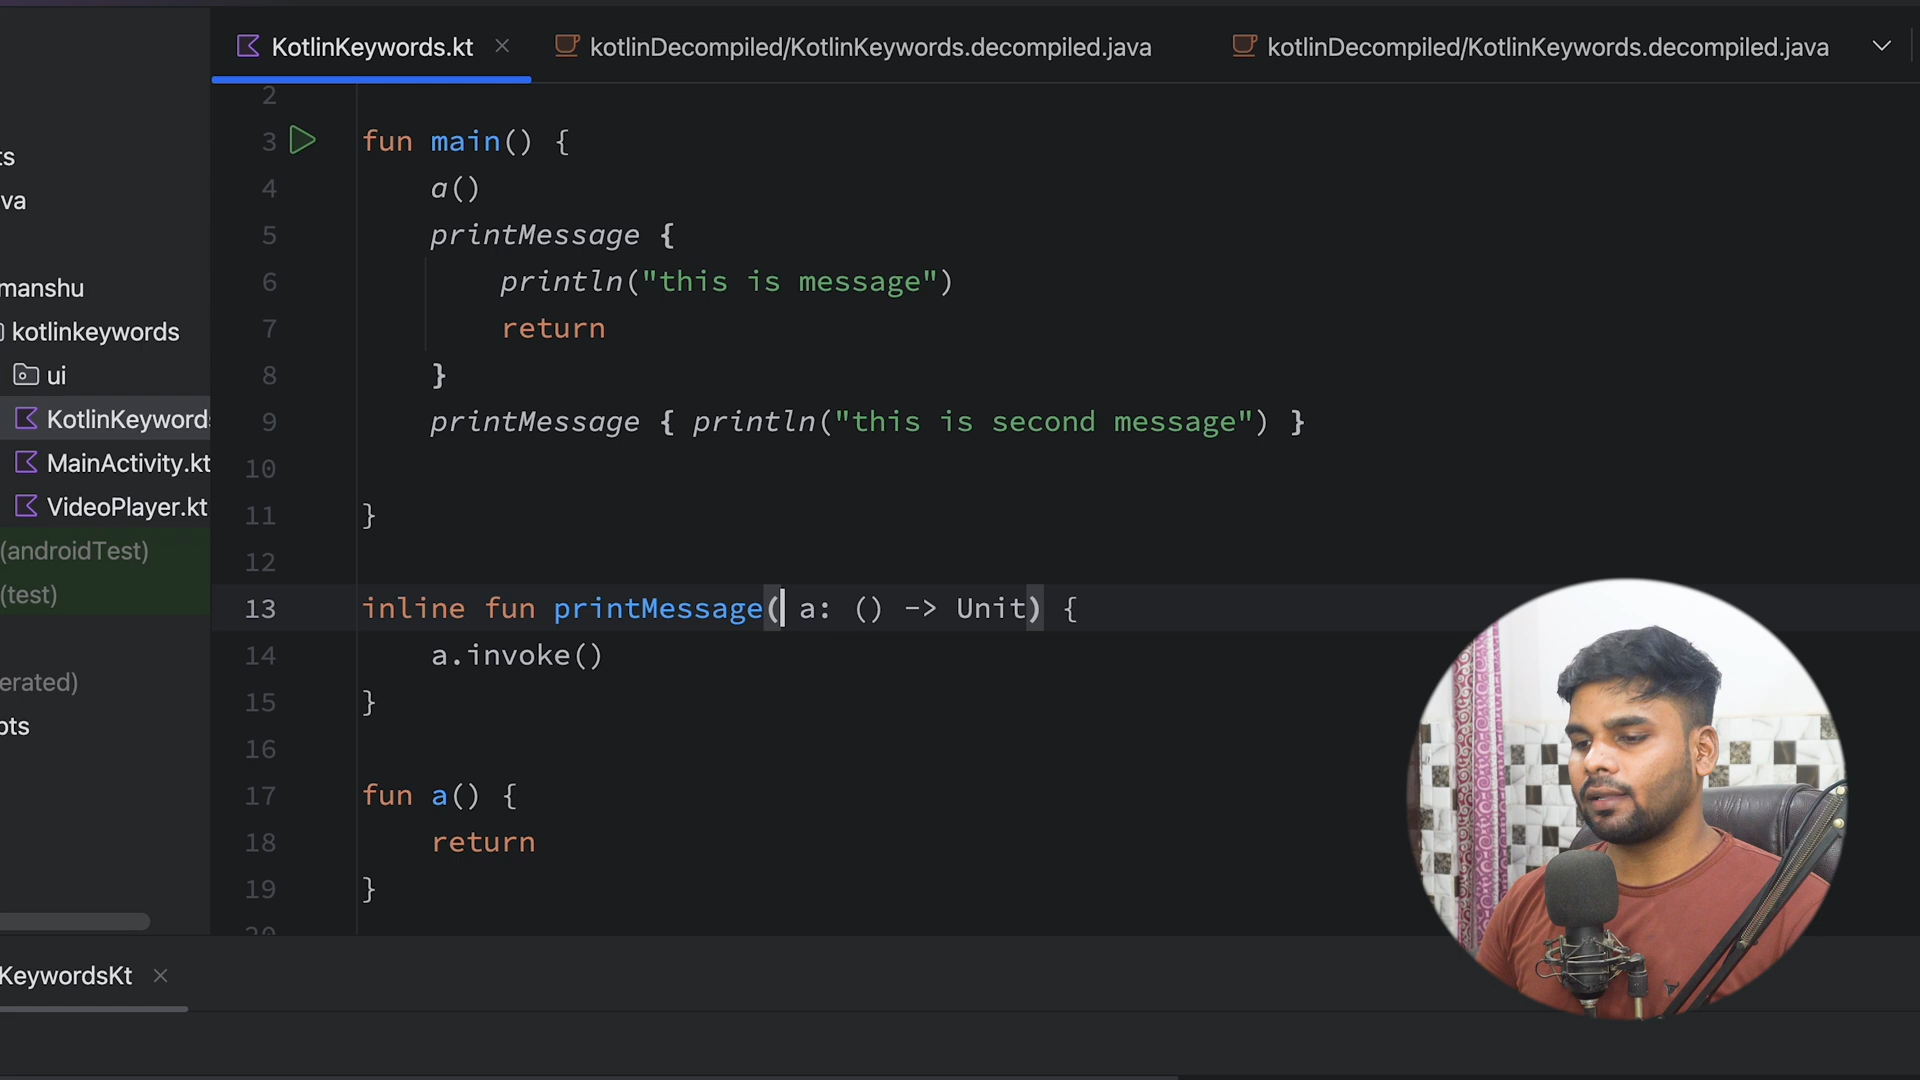 KotlinKeywords.kt
kotlinDecompiled/KotlinKeywords.decompiled.java
kotlinDecompiled/KotlinKeywords.decompiled.java
ts
va
manshu
kotlinkeywords
ui
KotlinKeywords
MainActivity.kt
VideoPlayer.kt
(androidTest)
(test)
erated)
pts
2
3 fun main() {
4 a()
5 printMessage {
6 println("this is message")
7 return
8 }
9 printMessage { println("this is second message") }
10
11 }
12
13 inline fun printMessage( a: () -> Unit) {
14 a.invoke()
15 }
16
17 fun a() {
18 return
19 }
20
KeywordsKt